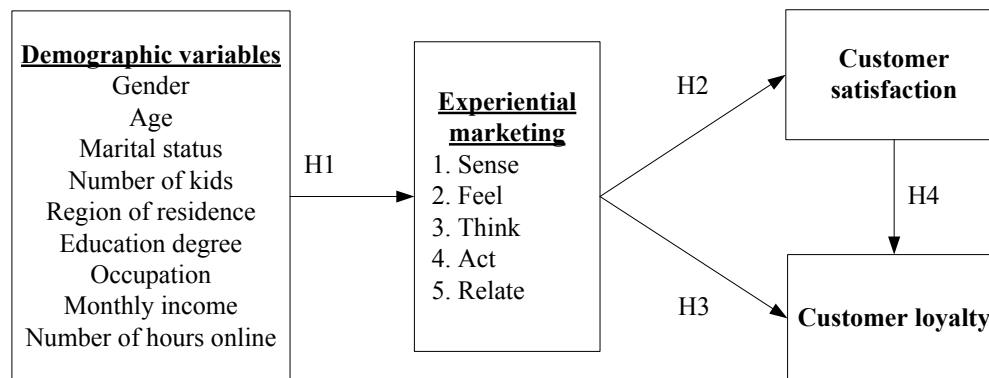 Demographic variables
Gender
Age
Marital status
Number of kids
Region of residence
Education degree
Occupation
Monthly income
Number of hours online
H1
Experiential
marketing
1. Sense
2. Feel
3. Think
4. Act
5. Relate
H2
H3
Customer
satisfaction
H4
Customer loyalty